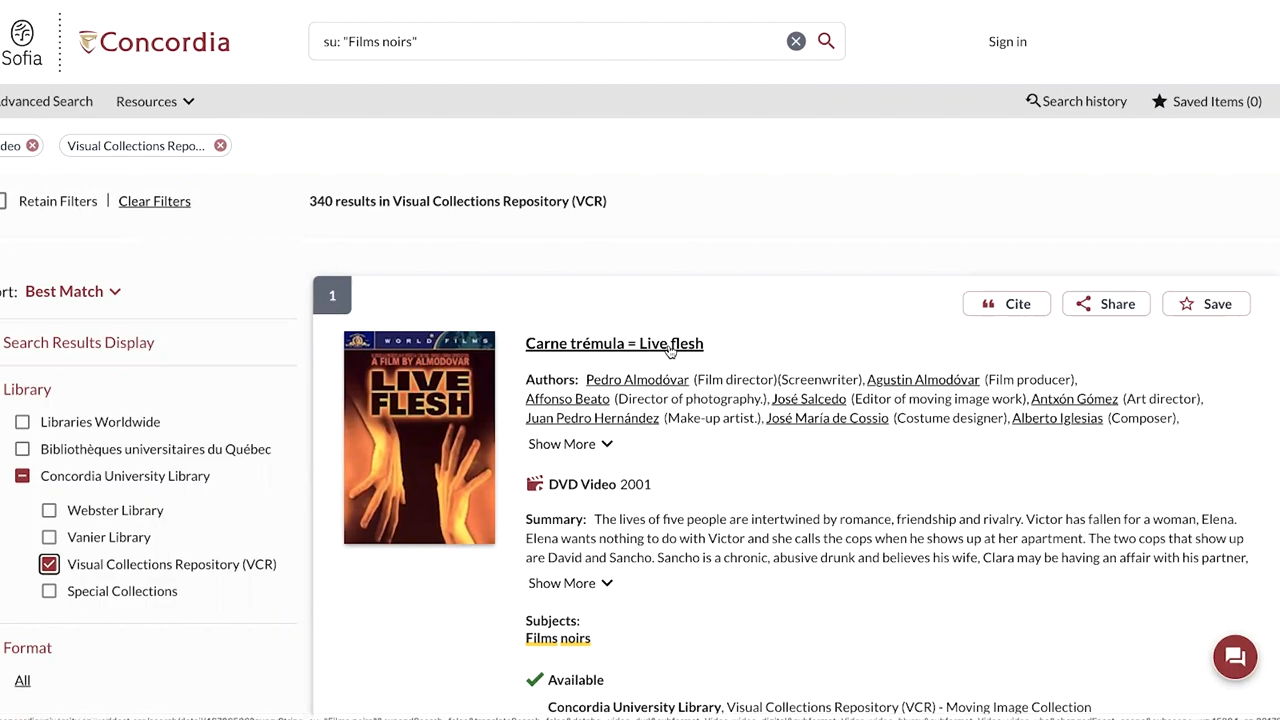 Sofia
Concordia
su: "Films noirs"
Sign in
dvanced Search
Resources
Search history
Saved Items (0)
deo
Visual Collections Repo...
Retain Filters
Clear Filters
340 results in Visual Collections Repository (VCR)
rt: Best Match
1
Cite
Share
Save
Search Results Display
Library
Libraries Worldwide
Bibliothèques universitaires du Québec
Concordia University Library
Webster Library
Vanier Library
Visual Collections Repository (VCR)
Special Collections
Format
All
WORLD FILMS
A FILM BY ALMODOVAR
LIVE
FLESH
Carne trémula = Live flesh
Authors: Pedro Almodóvar (Film director)(Screenwriter), Agustin Almodóvar (Film producer),
Affonso Beato (Director of photography.), José Salcedo (Editor of moving image work), Antxón Gómez (Art director),
Juan Pedro Hernández (Make-up artist.), José María de Cossio (Costume designer), Alberto Iglesias (Composer),
Show More
DVD Video 2001
Summary: The lives of five people are intertwined by romance, friendship and rivalry. Victor has fallen for a woman, Elena.
Elena wants nothing to do with Victor and she calls the cops when he shows up at her apartment. The two cops that show up
are David and Sancho. Sancho is a chronic, abusive drunk and believes his wife, Clara may be having an affair with his partner,
Show More
Subjects:
Films noirs
Available
Concordia University Library, Visual Collections Repository (VCR) - Moving Image Collection